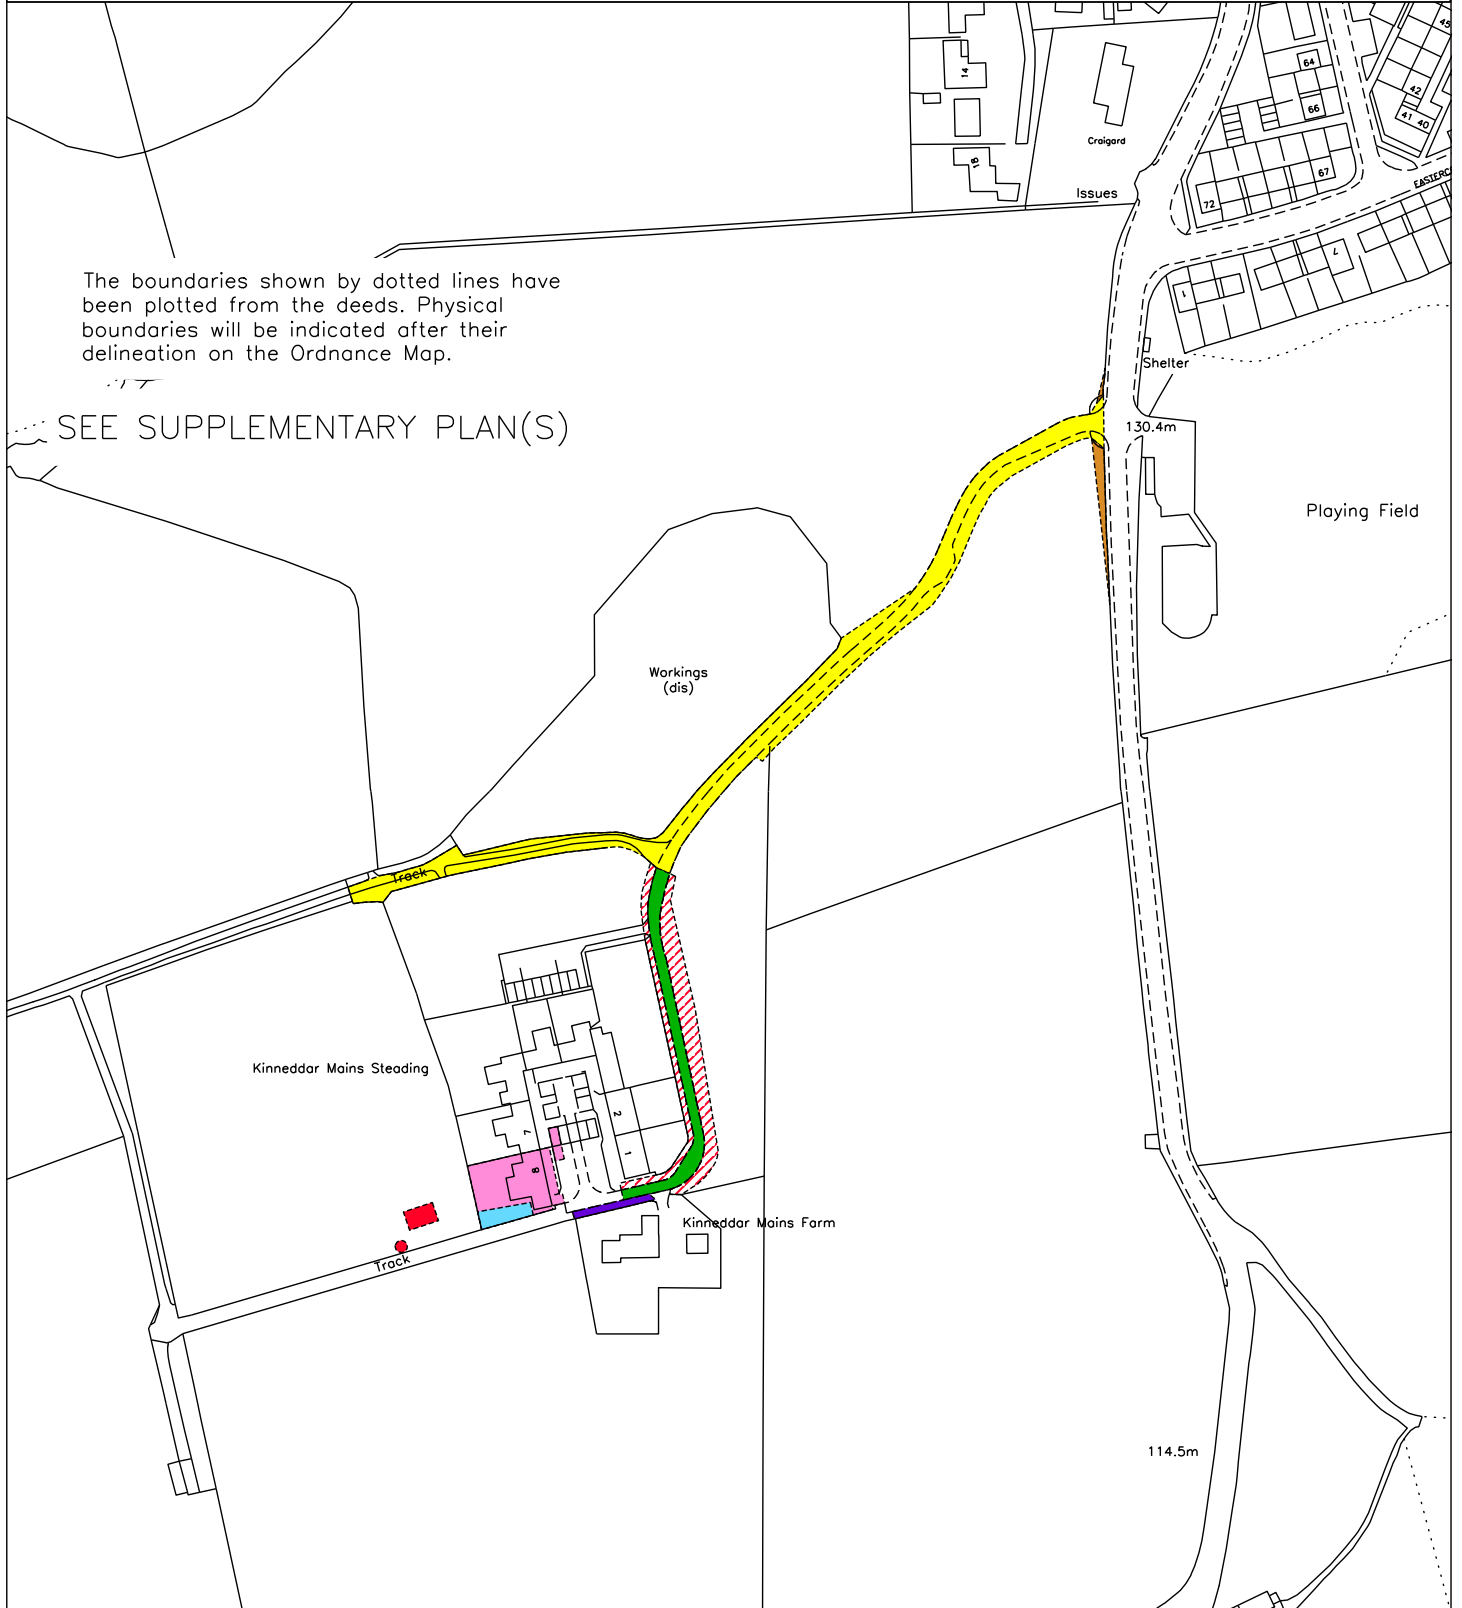 45
64
42
66
41 40
14
Craigard
18
67
Issues
72
7
1
The boundaries shown by dotted lines have
been plotted from the deeds. Physical
boundaries will be indicated after their
delineation on the Ordnance Map.
Shelter
SEE SUPPLEMENTARY PLAN(S)
130.4m
Playing Field
Workings
(dis)
Track
Kinneddar Mains Steading
2
7
1
8
Kinneddar Mains Farm
Track
114.5m